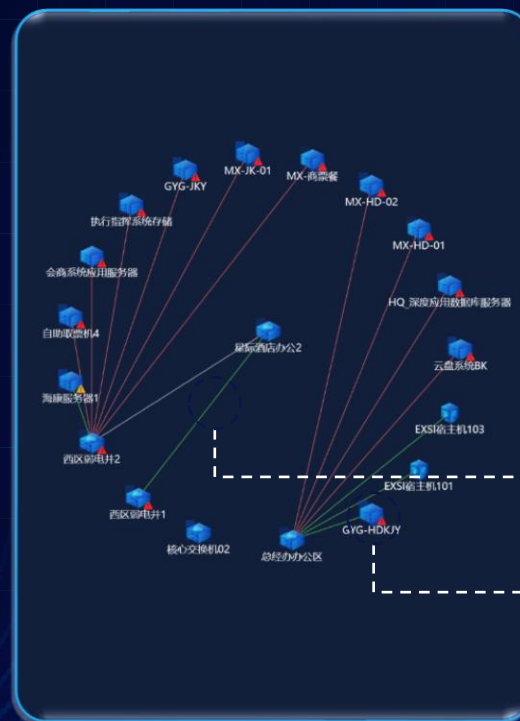 MX-JK-01
MX-商票餐
GYG-JKY
MX-HD-02
执行指挥系统存储
MX-HD-01
会商系统应用服务器
HQ_深度应用数据库服务器
自助取票机4
星际酒店办公2
云盘系统BK
海康服务器1
EXSI宿主机103
西区弱电井2
EXSI宿主机101
西区弱电井1
GYG-HDKJY
核心交换机02
总经办办公区